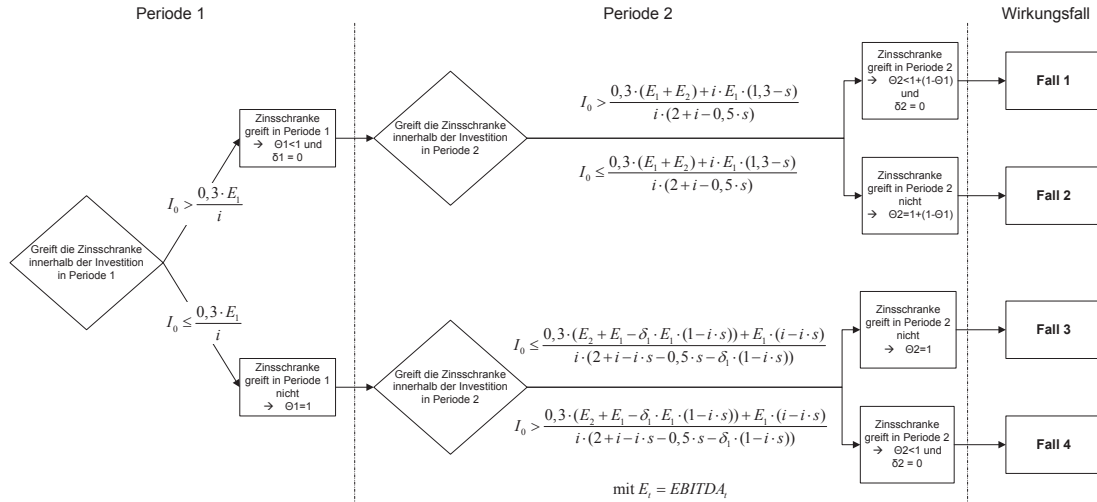 Periode 1
Periode 2
Wirkungsfall
Greift die Zinsschranke
innerhalb der Investition
in Periode 1
I₀ > (0,3·E₁)/i
Zinsschranke
greift in Periode 1
→ Θ1<1 und
δ1 = 0
Greift die Zinsschranke
innerhalb der Investition
in Periode 2
I₀ > (0,3·(E₁+E₂)+i·E₁·(1,3−s))/(i·(2+i−0,5·s))
Zinsschranke
greift in Periode 2
→ Θ2<1+(1-Θ1)
und
δ2 = 0
Fall 1
I₀ ≤ (0,3·(E₁+E₂)+i·E₁·(1,3−s))/(i·(2+i−0,5·s))
Zinsschranke
greift in Periode 2
nicht
→ Θ2=1+(1-Θ1)
Fall 2
I₀ ≤ (0,3·E₁)/i
Zinsschranke
greift in Periode 1
nicht
→ Θ1=1
Greift die Zinsschranke
innerhalb der Investition
in Periode 2
I₀ ≤ (0,3·(E₂+E₁−δ₁·E₁·(1−i·s))+E₁·(i−i·s))/(i·(2+i−i·s−0,5·s−δ₁·(1−i·s)))
Zinsschranke
greift in Periode 2
nicht
→ Θ2=1
Fall 3
I₀ > (0,3·(E₂+E₁−δ₁·E₁·(1−i·s))+E₁·(i−i·s))/(i·(2+i−i·s−0,5·s−δ₁·(1−i·s)))
Zinsschranke
greift in Periode 2
→ Θ2<1 und
δ2 = 0
Fall 4
mit Eₜ = EBITDAₜ